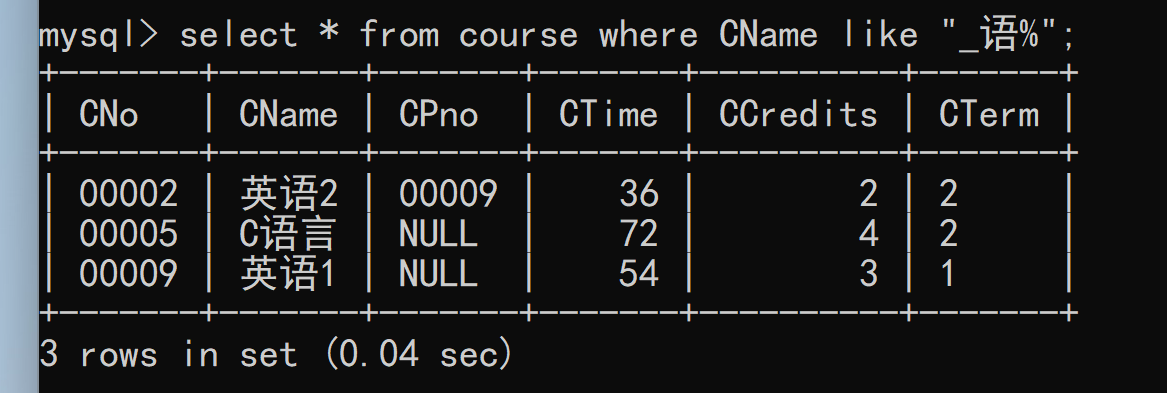 mysql> select * from course where CName like "_语%";
+-------+-------+-------+-------+----------+-------+
| CNo   | CName | CPno  | CTime | CCredits | CTerm |
+-------+-------+-------+-------+----------+-------+
| 00002 | 英语2 | 00009 |    36 |        2 | 2     |
| 00005 | C语言 | NULL  |    72 |        4 | 2     |
| 00009 | 英语1 | NULL  |    54 |        3 | 1     |
+-------+-------+-------+-------+----------+-------+
3 rows in set (0.04 sec)